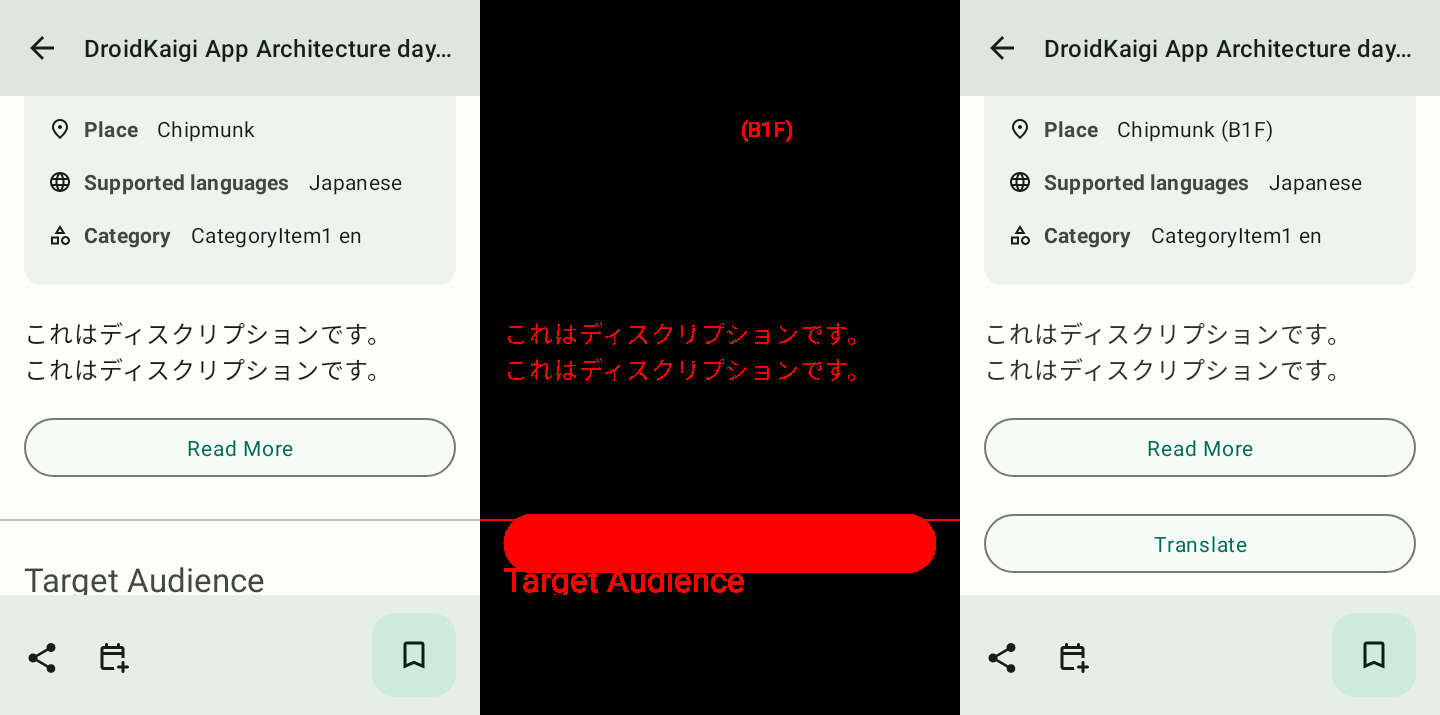 DroidKaigi App Architecture day...
Place Chipmunk
Supported languages Japanese
Category CategoryItem1 en
これはディスクリプションです。
これはディスクリプションです。
Read More
Target Audience
(B1F)
これはディスクリプションです。
これはディスクリプションです。
Target Audience
DroidKaigi App Architecture day...
Place Chipmunk (B1F)
Supported languages Japanese
Category CategoryItem1 en
これはディスクリプションです。
これはディスクリプションです。
Read More
Translate